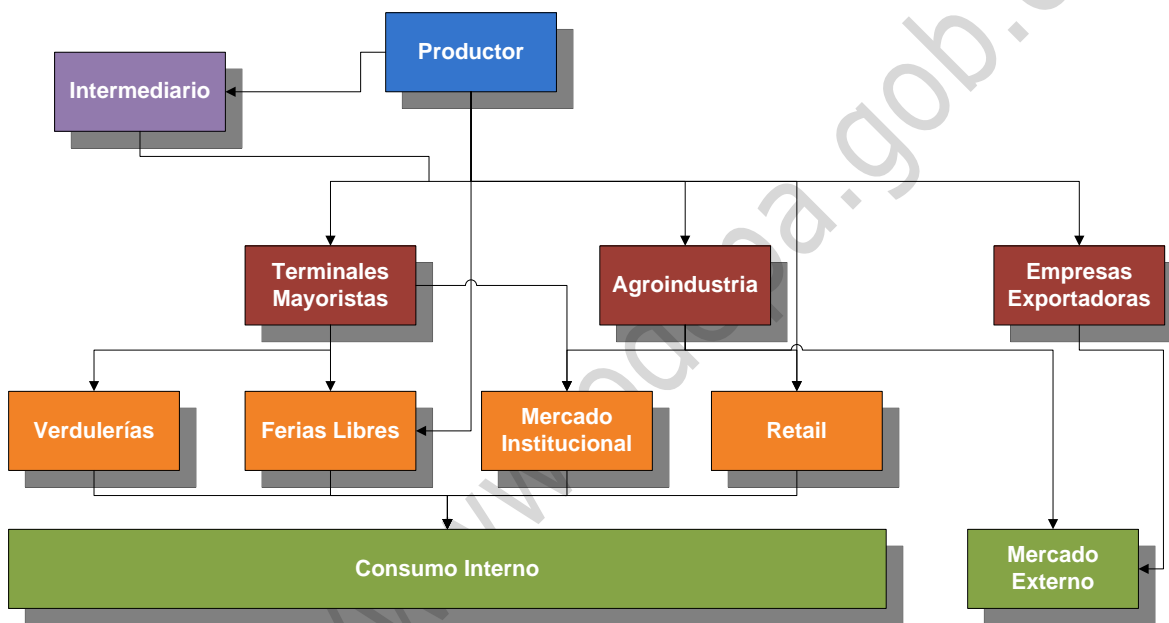 Productor
Intermediario
Terminales
Mayoristas
Agroindustria
Empresas
Exportadoras
Verdulerías
Ferias Libres
Mercado
Institucional
Retail
Consumo Interno
Mercado
Externo